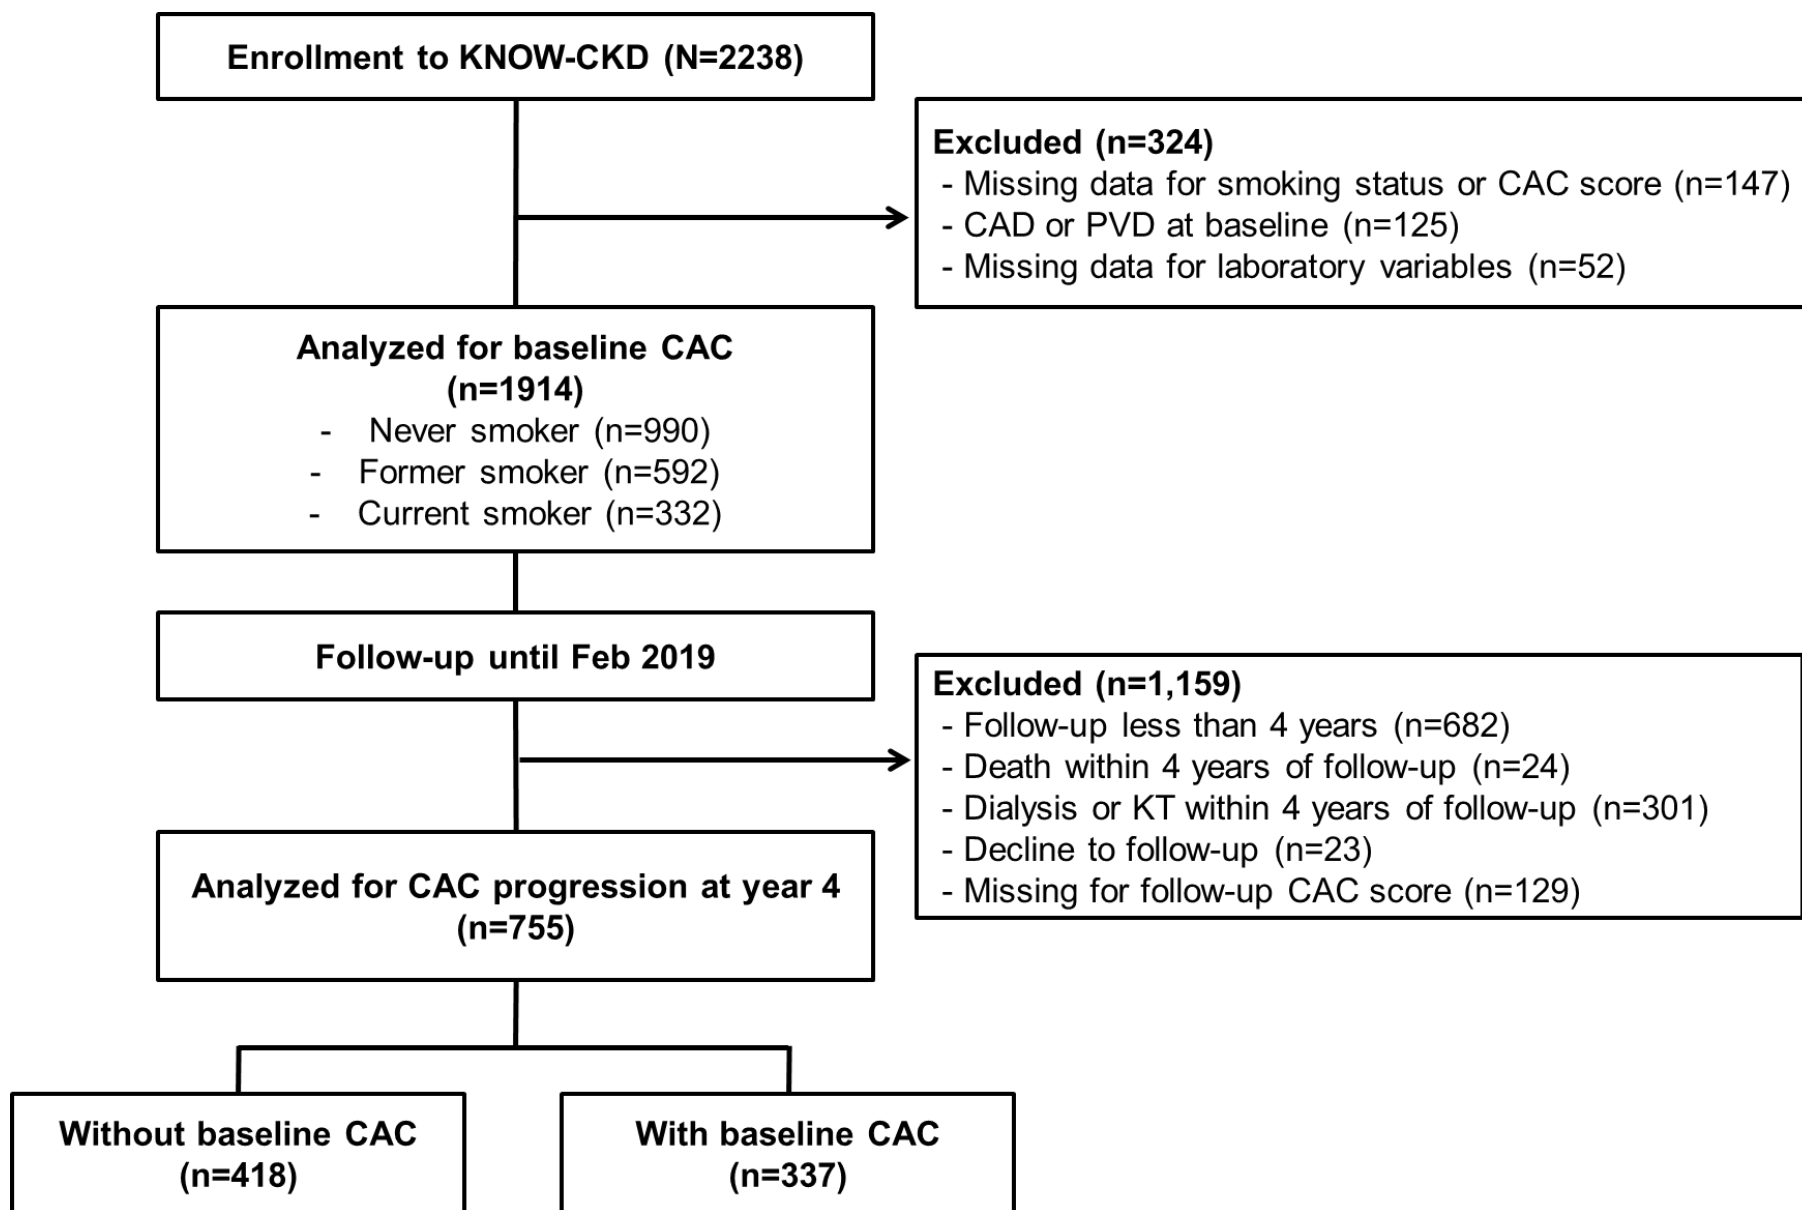 Enrollment to KNOW-CKD (N=2238)
Excluded (n=324)
- Missing data for smoking status or CAC score (n=147)
- CAD or PVD at baseline (n=125)
- Missing data for laboratory variables (n=52)
Analyzed for baseline CAC
(n=1914)
- Never smoker (n=990)
- Former smoker (n=592)
- Current smoker (n=332)
Follow-up until Feb 2019
Excluded (n=1,159)
- Follow-up less than 4 years (n=682)
- Death within 4 years of follow-up (n=24)
- Dialysis or KT within 4 years of follow-up (n=301)
- Decline to follow-up (n=23)
- Missing for follow-up CAC score (n=129)
Analyzed for CAC progression at year 4
(n=755)
Without baseline CAC
(n=418)
With baseline CAC
(n=337)